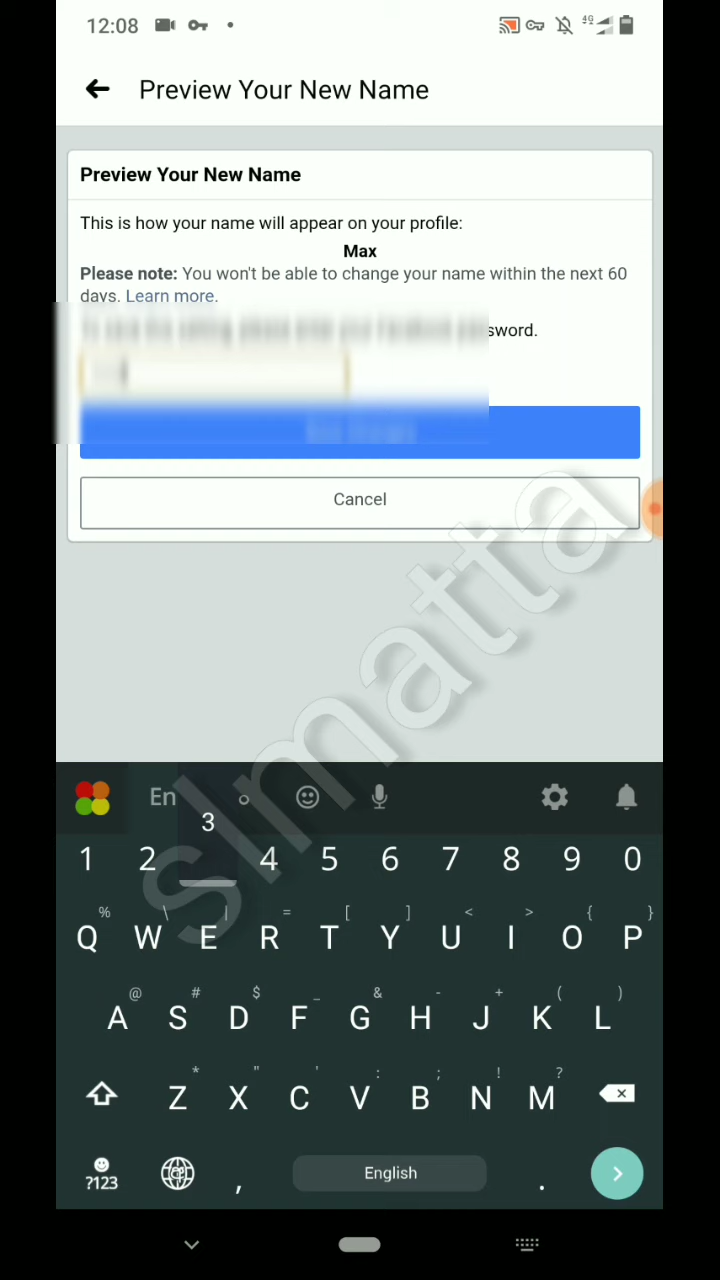 12:08
4G
Preview Your New Name
Preview Your New Name
This is how your name will appear on your profile:
Max
Please note: You won't be able to change your name within the next 60
days. Learn more.
sword.
Cancel
slmatta
En
3
1 2 4 5 6 7 8 9 0
% \ | = [ ] < > { }
Q W E R T Y U I O P
@ # $ _ & - + ( )
A S D F G H J K L
* " ' : ; ! ?
Z X C V B N M
?123 , English .